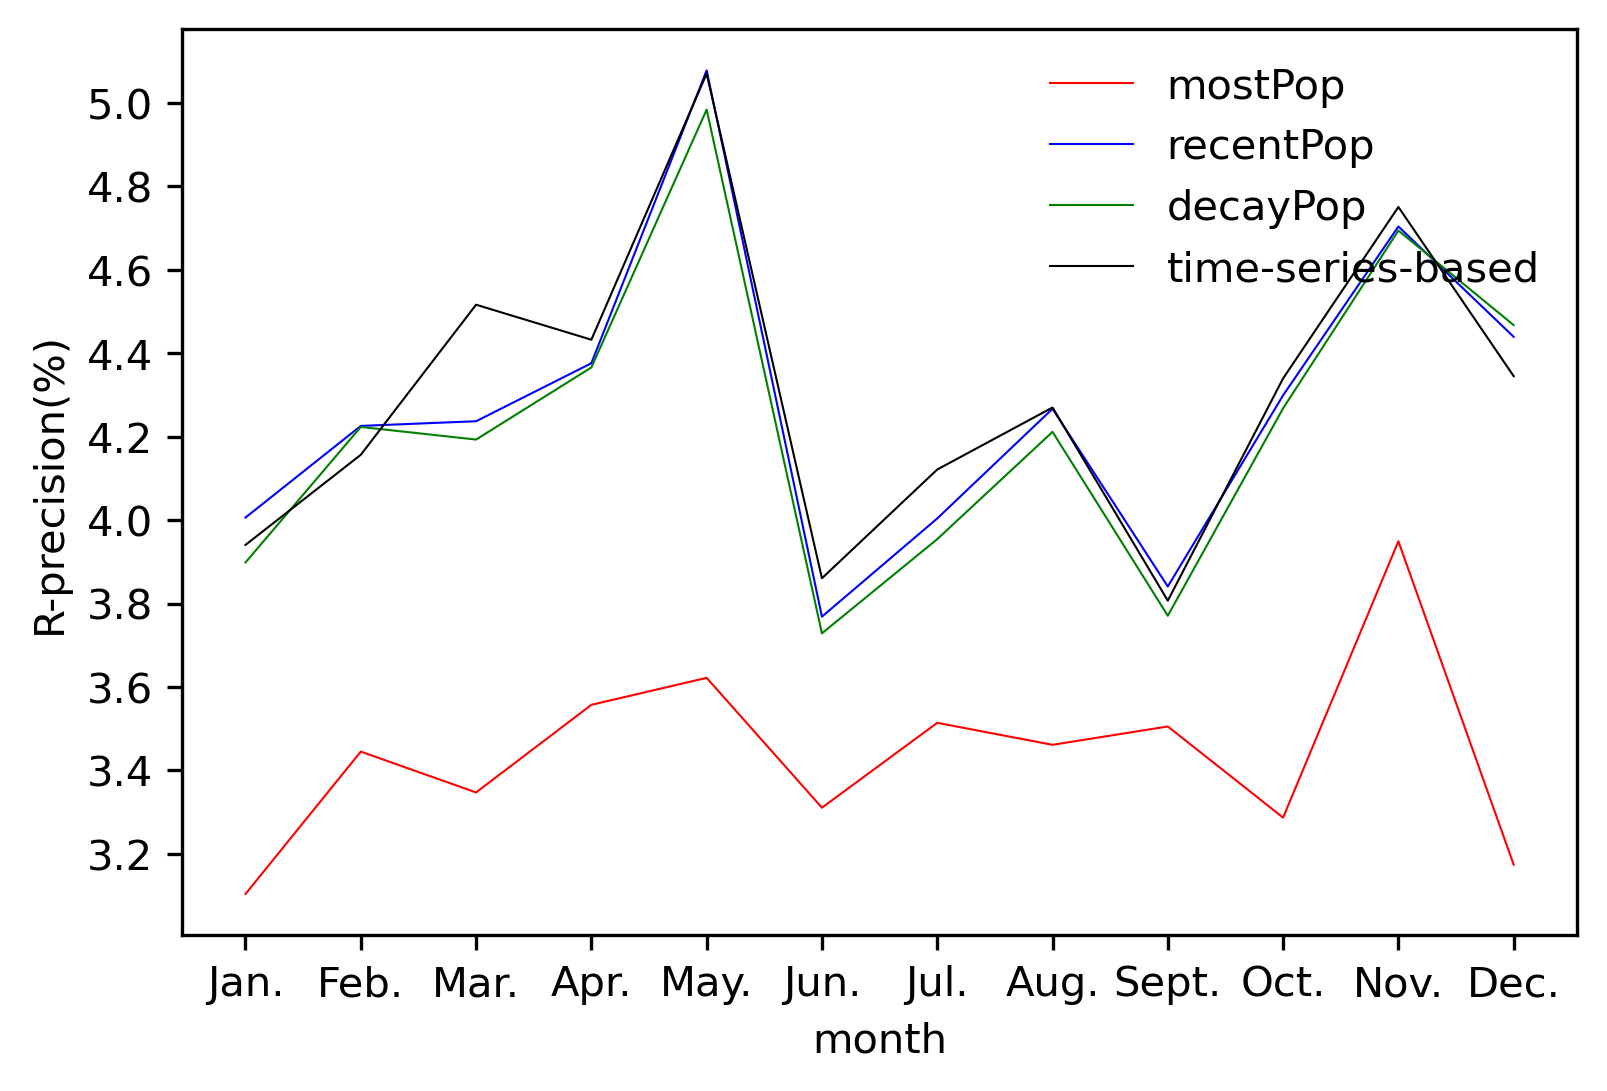 mostPop
recentPop
decayPop
time-series-based
R-precision(%)
5.0
4.8
4.6
4.4
4.2
4.0
3.8
3.6
3.4
3.2
Jan. Feb. Mar. Apr. May. Jun. Jul. Aug. Sept. Oct. Nov. Dec.
month